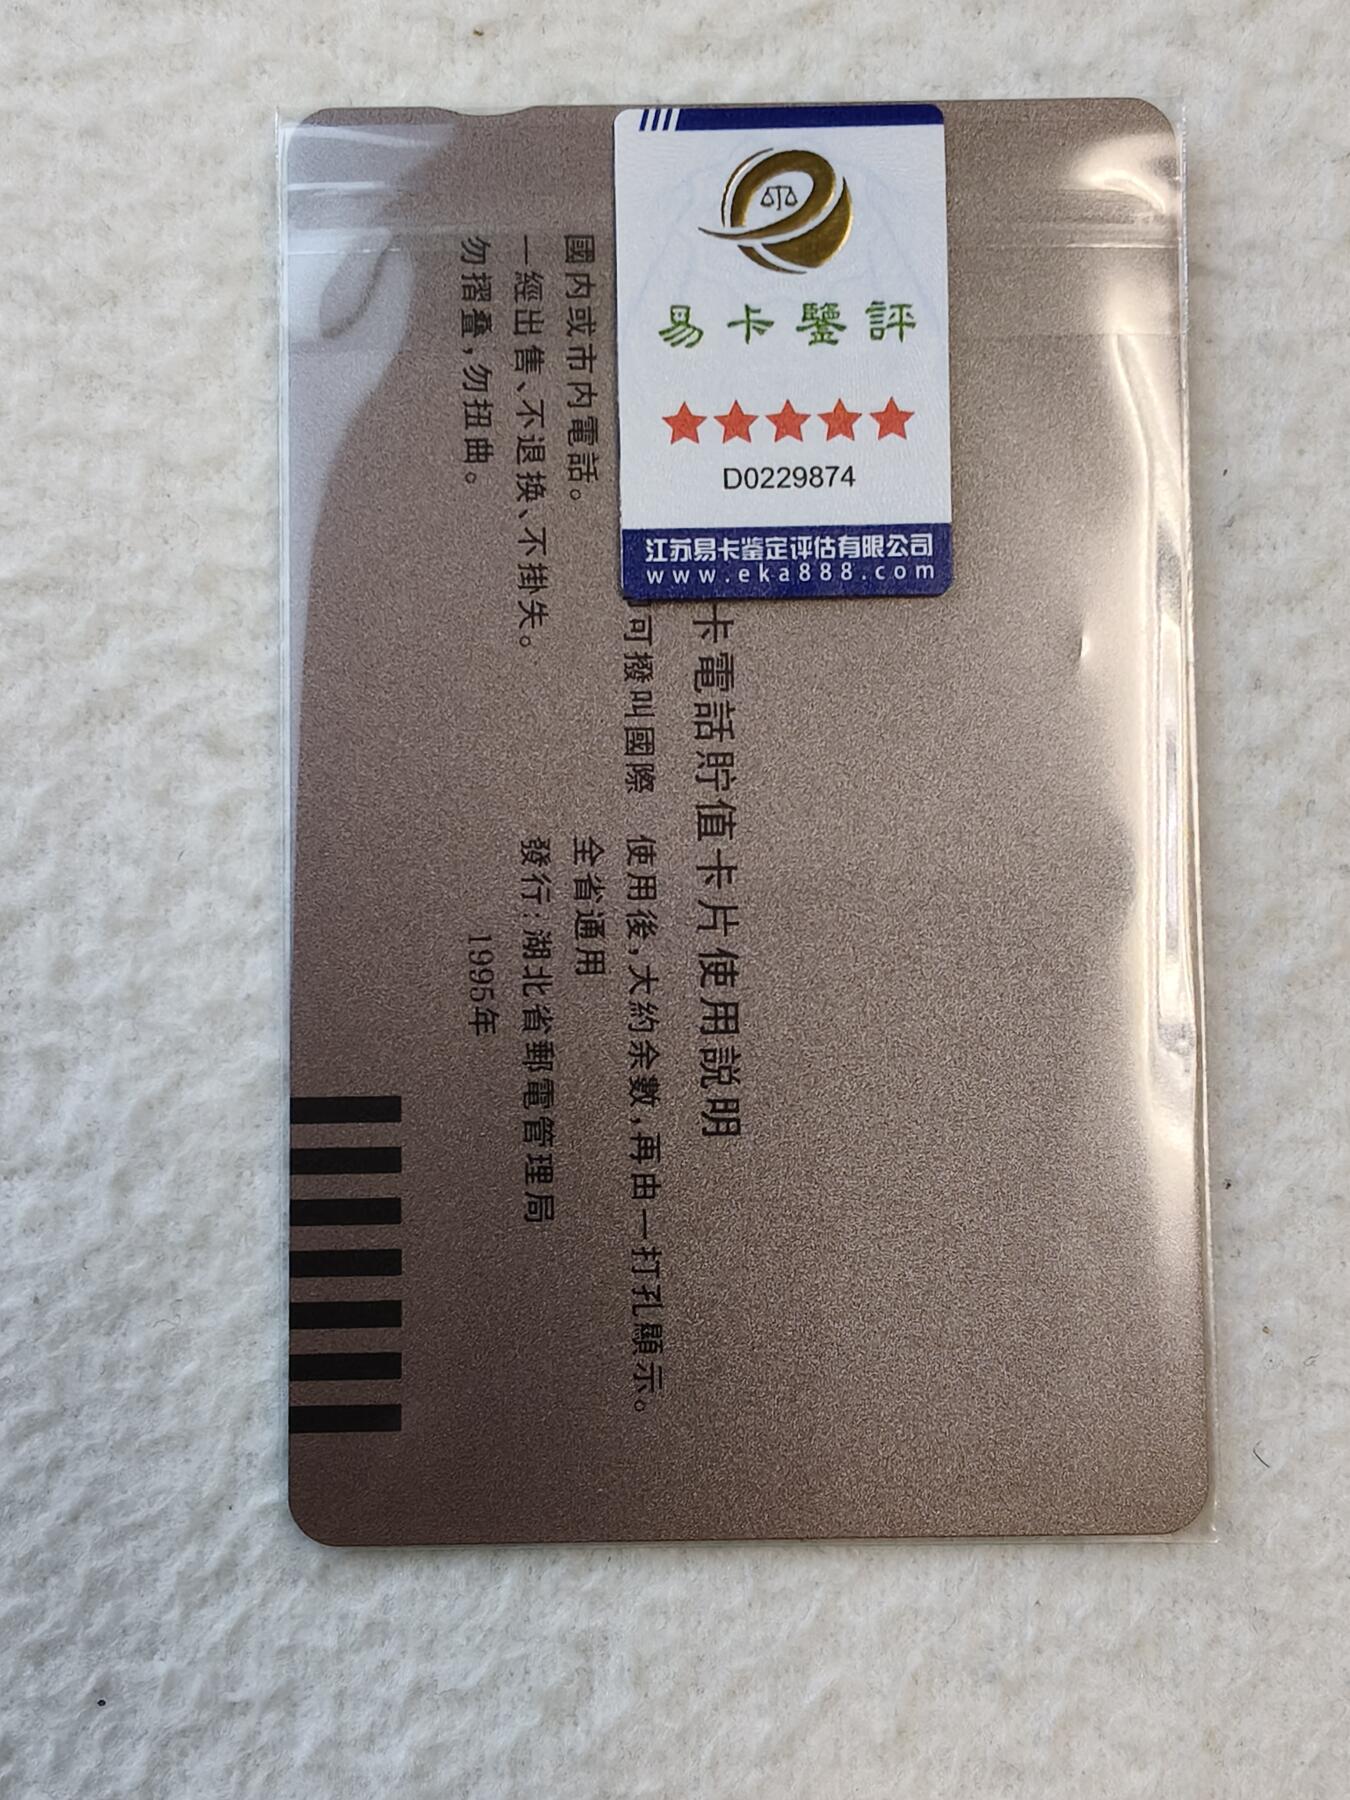 易卡鑒評
D0229874
江苏易卡鉴定评估有限公司
www.eka888.com
卡電話貯值卡片使用説明
可撥叫國際
國内或市内電話。
一經出售、不退换、不掛失。
勿摺叠,勿扭曲。
使用後,大約余數,再由一打孔顯示。
全省通用
發行:湖北省郵電管理局
1995年